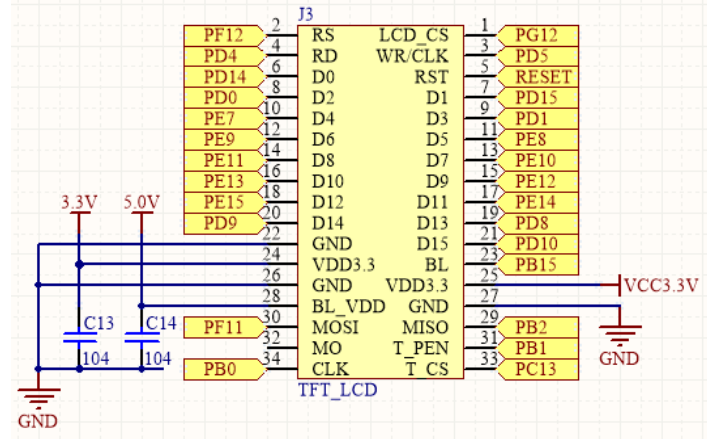 J3
PF12 2 RS LCD_CS 1 PG12
PD4 4 RD WR/CLK 3 PD5
PD14 6 D0 RST 5 RESET
PD0 8 D2 D1 7 PD15
PE7 10 D4 D3 9 PD1
PE9 12 D6 D5 11 PE8
PE11 14 D8 D7 13 PE10
PE13 16 D10 D9 15 PE12
PE15 18 D12 D11 17 PE14
3.3V 5.0V
PD9 20 D14 D13 19 PD8
22 GND D15 21 PD10
24 VDD3.3 BL 23 PB15
26 GND VDD3.3 25 VCC3.3V
28 BL_VDD GND 27
C13 C14 PF11 30 MOSI MISO 29 PB2
32 MO T_PEN 31 PB1
104 104 PB0 34 CLK T_CS 33 PC13
GND
TFT_LCD
GND